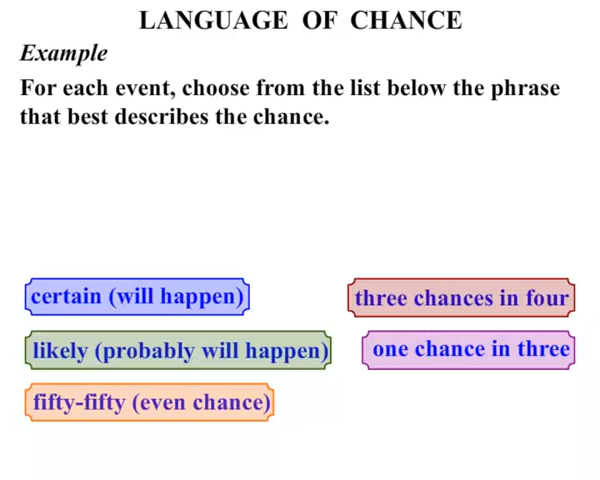 LANGUAGE OF CHANCE
Example
For each event, choose from the list below the phrase
that best describes the chance.
certain (will happen)
three chances in four
likely (probably will happen)
one chance in three
fifty-fifty (even chance)